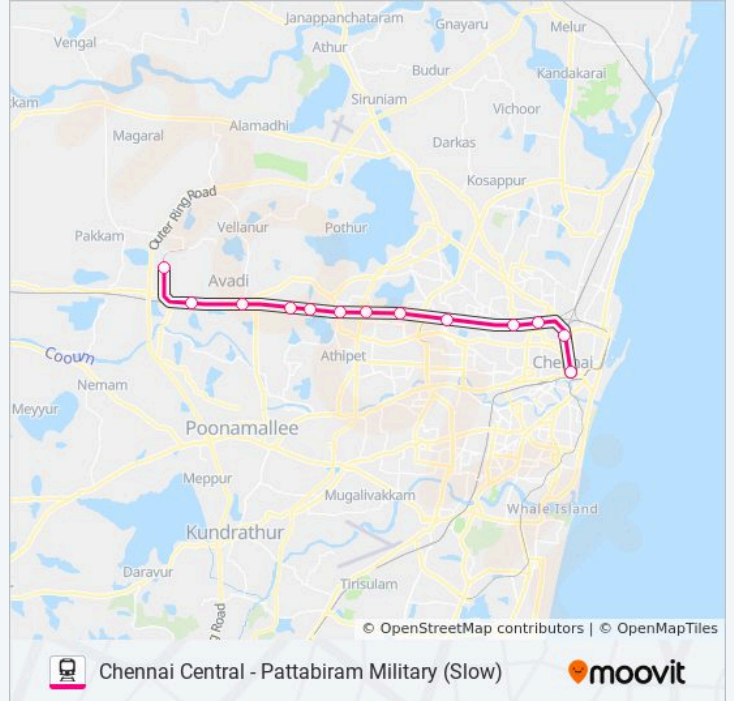 Janappanchataram
Gnayaru
Melur
Vengal
Athur
Budur
Kandakarai
kam
Siruniam
Vichoor
Magaral
Alamadhi
Darkas
Kosappur
Outer Ring Road
Pakkam
Vellanur
Pothur
Avadi
Cooum
Athipet
Chennai
Nemam
Meyyur
Poonamallee
Meppur
Mugalivakkam
Whale Island
Kundrathur
Daravur
Tirisulam
g Road
© OpenStreetMap contributors | © OpenMapTiles
Chennai Central - Pattabiram Military (Slow)
moovit